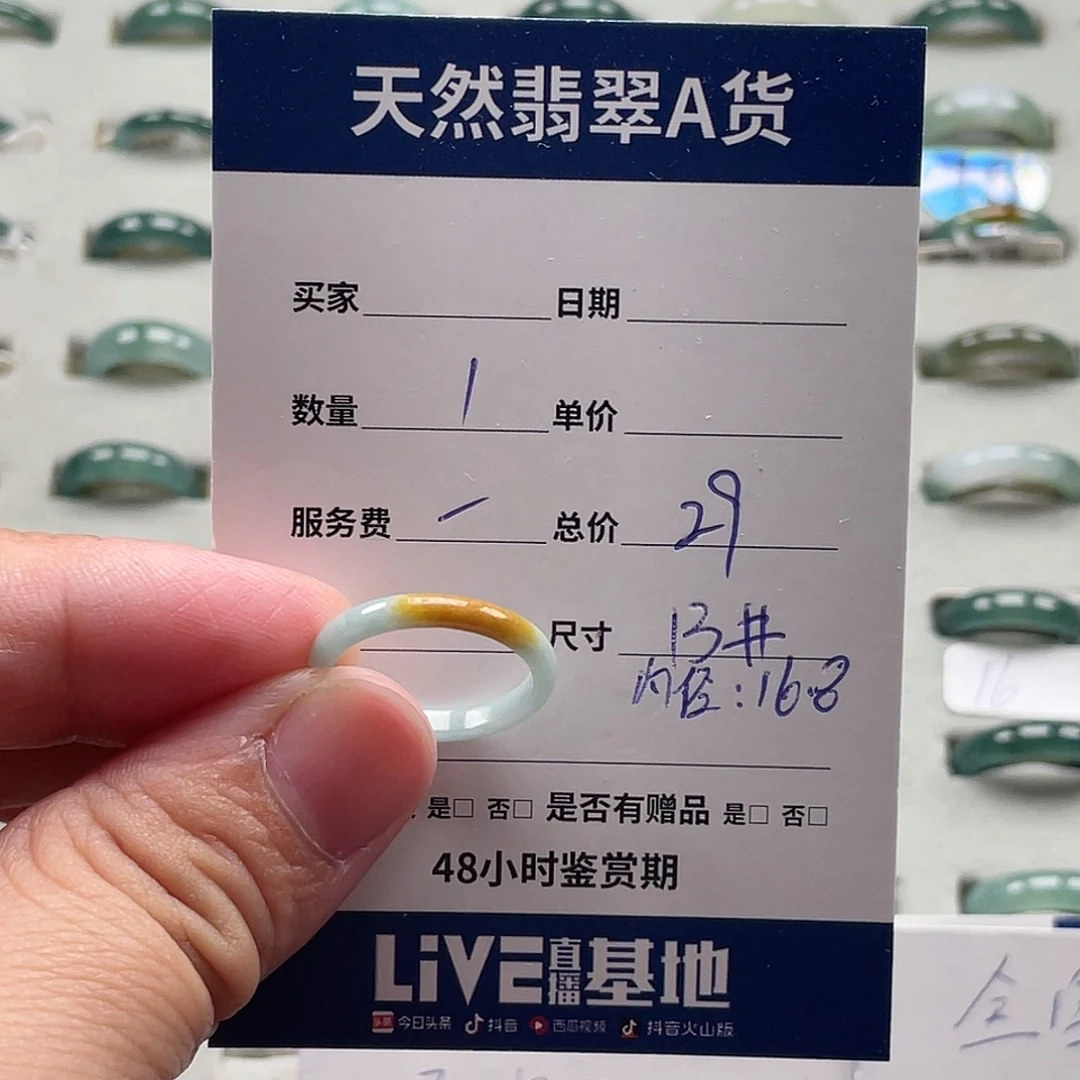 天然翡翠A货
买家 日期
数量 1 单价
服务费 一 总价 29
尺寸 13#
内径:16.8
是□ 否□ 是否有赠品 是□ 否□
48小时鉴赏期
LiVE直播基地
头条 今日头条 抖音 西瓜视频 抖音火山版
16